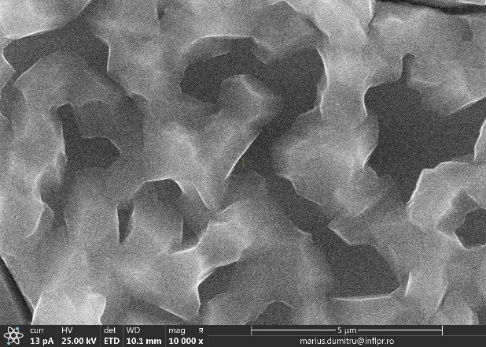 curr HV det WD mag R
13 pA 25.00 kV ETD 10.1 mm 10 000 x
5 µm
marius.dumitru@inflpr.ro